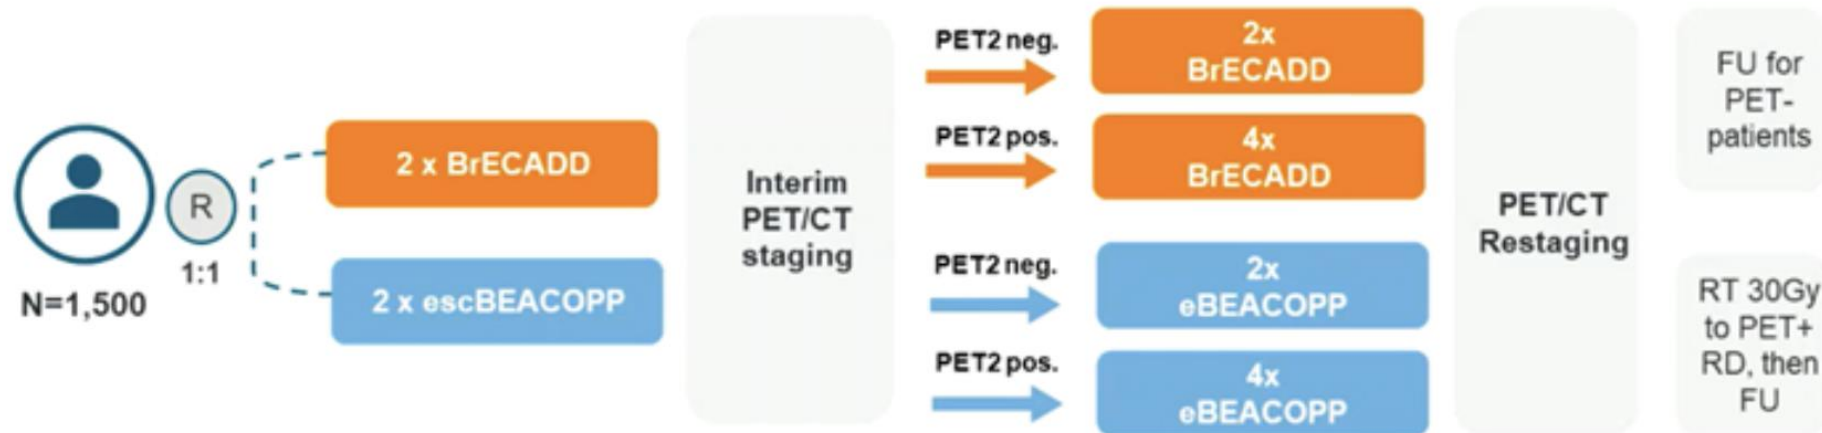 N=1,500
R
1:1
2 x BrECADD
2 x escBEACOPP
Interim
PET/CT
staging
PET2 neg.
2x
BrECADD
PET2 pos.
4x
BrECADD
PET2 neg.
2x
eBEACOPP
PET2 pos.
4x
eBEACOPP
PET/CT
Restaging
FU for
PET-
patients
RT 30Gy
to PET+
RD, then
FU